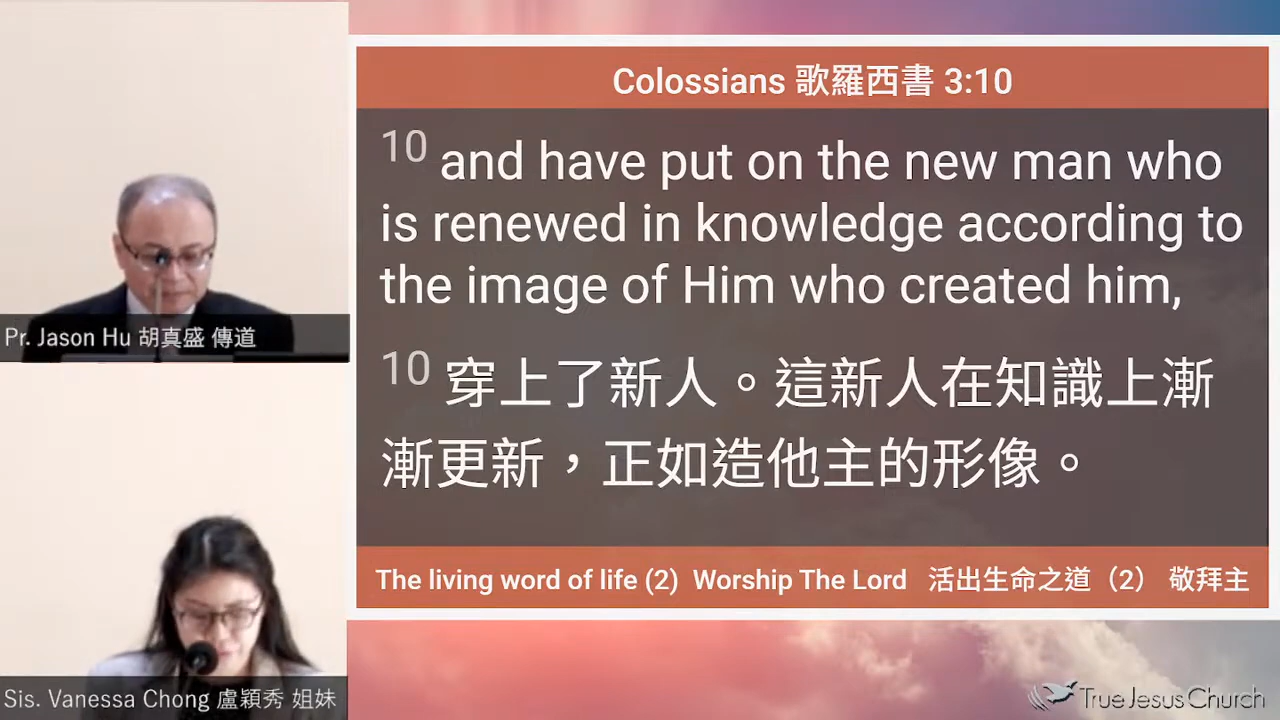 Colossians 歌羅西書 3:10
10 and have put on the new man who
is renewed in knowledge according to
the image of Him who created him,
10 穿上了新人。這新人在知識上漸
漸更新，正如造他主的形像。
The living word of life (2) Worship The Lord 活出生命之道（2） 敬拜主
Pr. Jason Hu 胡真盛 傳道
Sis. Vanessa Chong 盧穎秀 姐妹
True Jesus Church